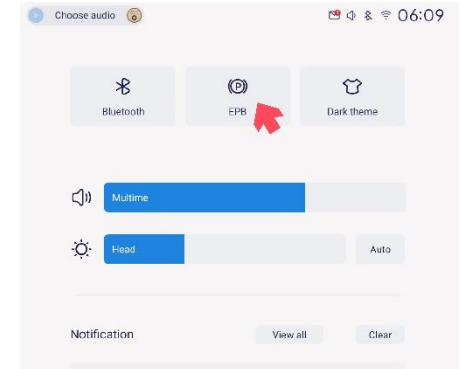 Choose audio
06:09
Bluetooth
EPB
Dark theme
Multime
Head
Auto
Notification
View all
Clear